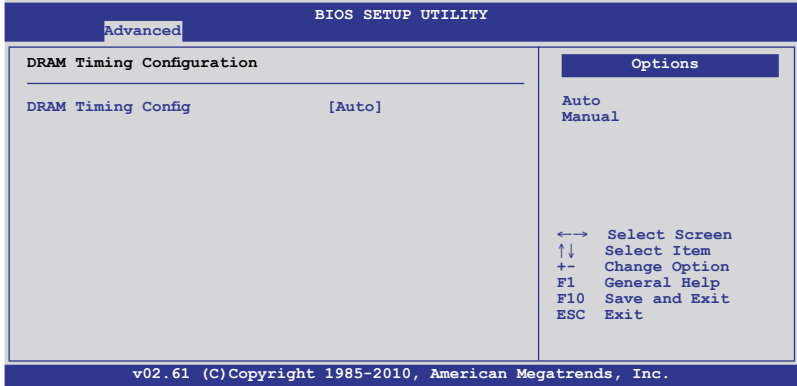 BIOS SETUP UTILITY
Advanced
DRAM Timing Configuration
DRAM Timing Config [Auto]
Options
Auto
Manual
←→ Select Screen
↑↓ Select Item
+- Change Option
F1 General Help
F10 Save and Exit
ESC Exit
v02.61 (C)Copyright 1985-2010, American Megatrends, Inc.